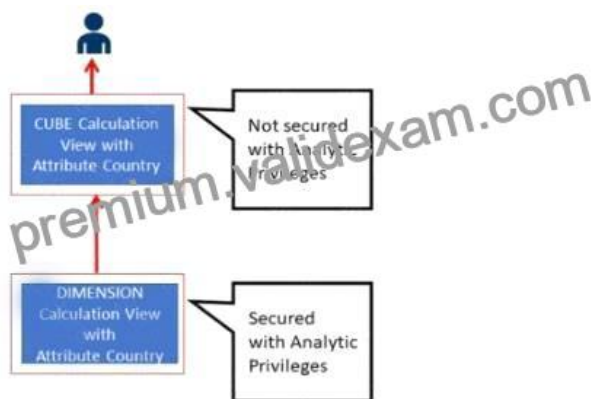 CUBE Calculation
View with
Attribute Country
Not secured
with Analytic
Privileges
premium.validexam.com
DIMENSION
Calculation View
with
Attribute Country
Secured
with Analytic
Privileges